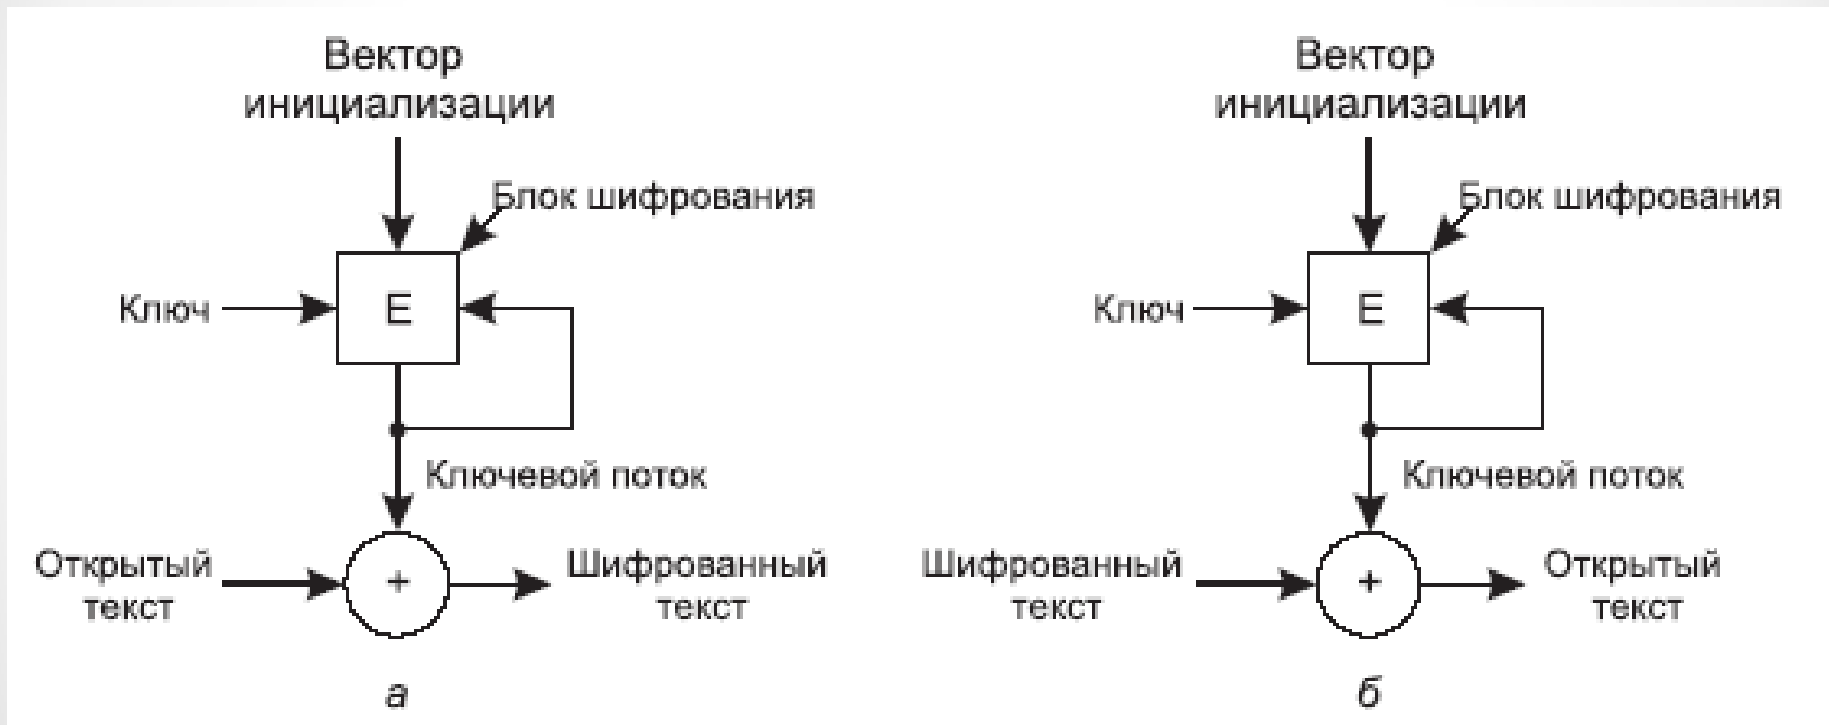 Вектор
инициализации
Блок шифрования
Ключ
E
Ключевой поток
Открытый
текст
+
Шифрованный
текст
а
Вектор
инициализации
Блок шифрования
Ключ
E
Ключевой поток
Шифрованный
текст
+
Открытый
текст
б